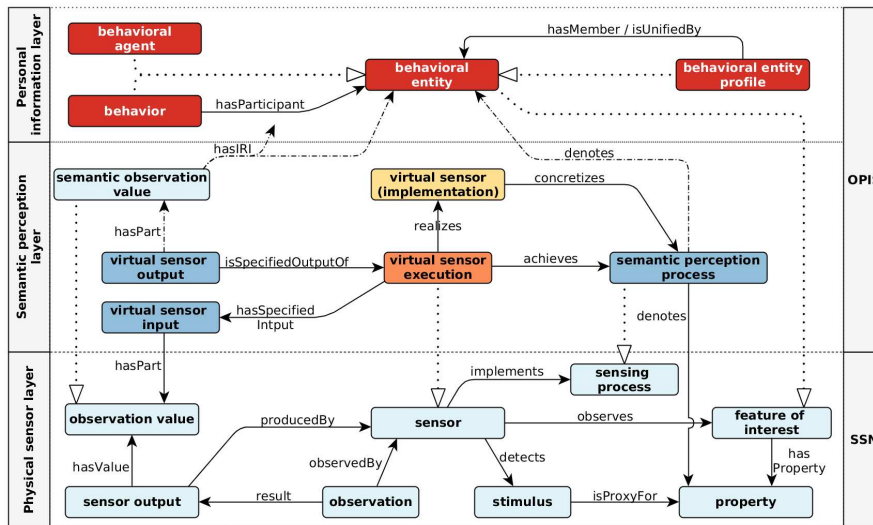 Personal
information layer
behavioral
agent
behavior
hasParticipant
behavioral
entity
hasMember / isUnifiedBy
behavioral entity
profile
Semantic perception
layer
hasIRI
denotes
semantic observation
value
virtual sensor
(implementation)
concretizes
hasPart
realizes
virtual sensor
output
isSpecifiedOutputOf
virtual sensor
execution
achieves
semantic perception
process
virtual sensor
input
hasSpecified
Intput
denotes
OPIS
Physical sensor layer
hasPart
implements
sensing
process
observation value
producedBy
sensor
observes
feature of
interest
hasValue
observedBy
detects
has
Property
sensor output
result
observation
stimulus
isProxyFor
property
SSN